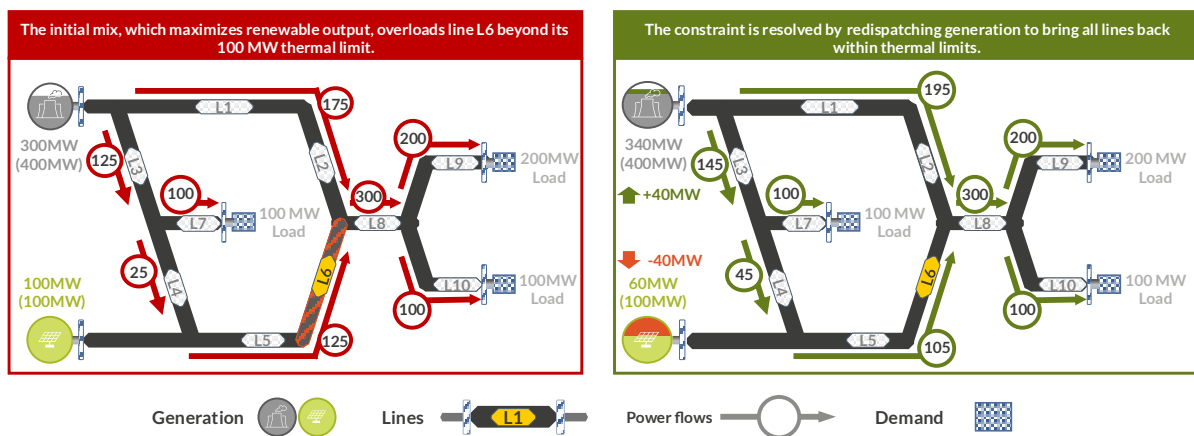 The initial mix, which maximizes renewable output, overloads line L6 beyond its
100 MW thermal limit.
L1
175
300MW
(400MW)
125
L3
L2
200
L9
200MW
Load
100
L7
100 MW
Load
300
L8
25
L4
L6
100MW
(100MW)
L10
100MW
Load
100
L5
125
The constraint is resolved by redispatching generation to bring all lines back
within thermal limits.
L1
195
340MW
(400MW)
145
L3
L2
200
L9
200 MW
Load
+40MW
100
L7
100 MW
Load
300
L8
-40MW
45
L4
L6
60MW
(100MW)
L10
100MW
Load
100
L5
105
Generation
Lines
L1
Power flows
Demand